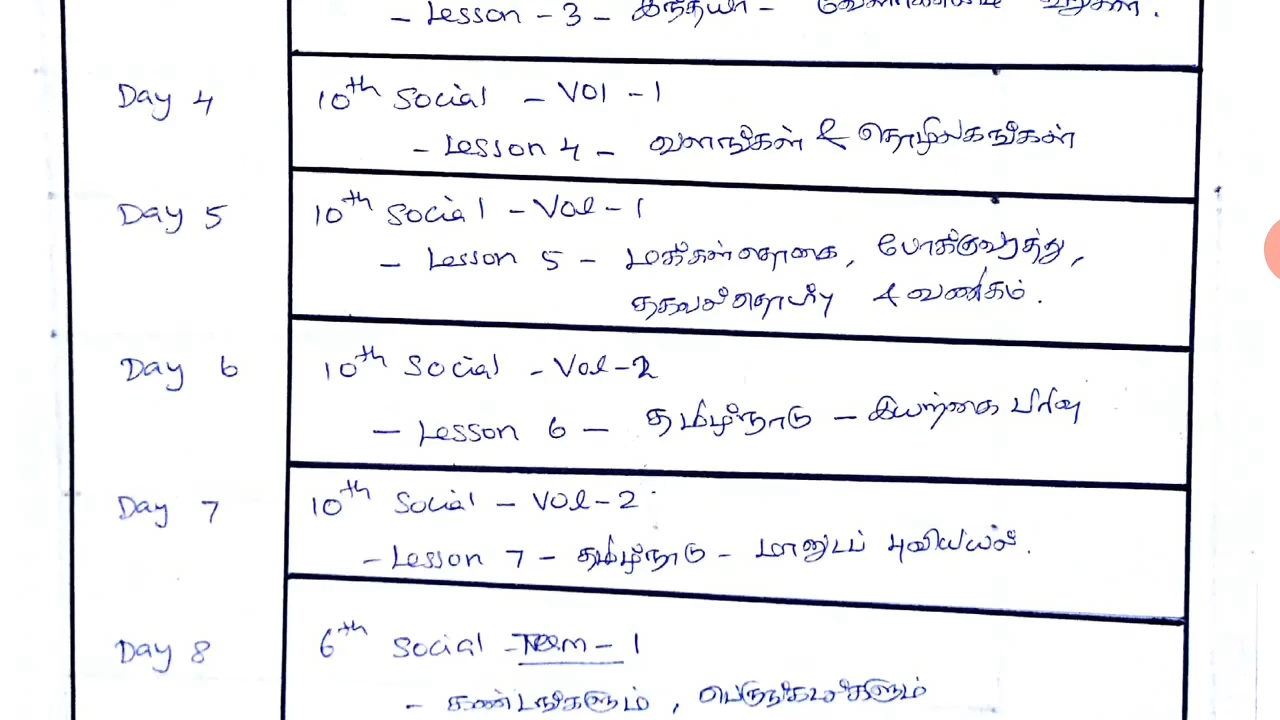 - Lesson - 3 - இந்தியா -
Day 4
10th Social - Vol - 1
- Lesson 4 - வளங்கள் & தொழிலகங்கள்
Day 5
10th Social - Vol - 1
- Lesson 5 - மக்கள்தொகை, போக்குவரத்து,
தகவல்தொடர்பு & வணிகம்.
Day 6
10th Social - Vol - 2
- Lesson 6 - தமிழ்நாடு - இயற்கை பிரிவு
Day 7
10th Social - Vol - 2
- Lesson 7 - தமிழ்நாடு - மானுடப் புவியியல்.
Day 8
6th Social - Term - 1
- கண்டங்களும், பெருங்கடல்களும்